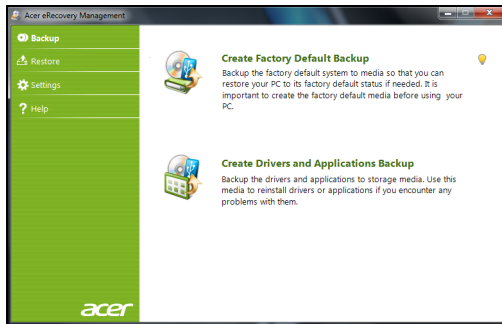 Acer eRecovery Management
Backup
Restore
Settings
Help
Create Factory Default Backup
Backup the factory default system to media so that you can
restore your PC to its factory default status if needed. It is
important to create the factory default media before using your
PC.
Create Drivers and Applications Backup
Backup the drivers and applications to storage media. Use this
media to reinstall drivers or applications if you encounter any
problems with them.
acer